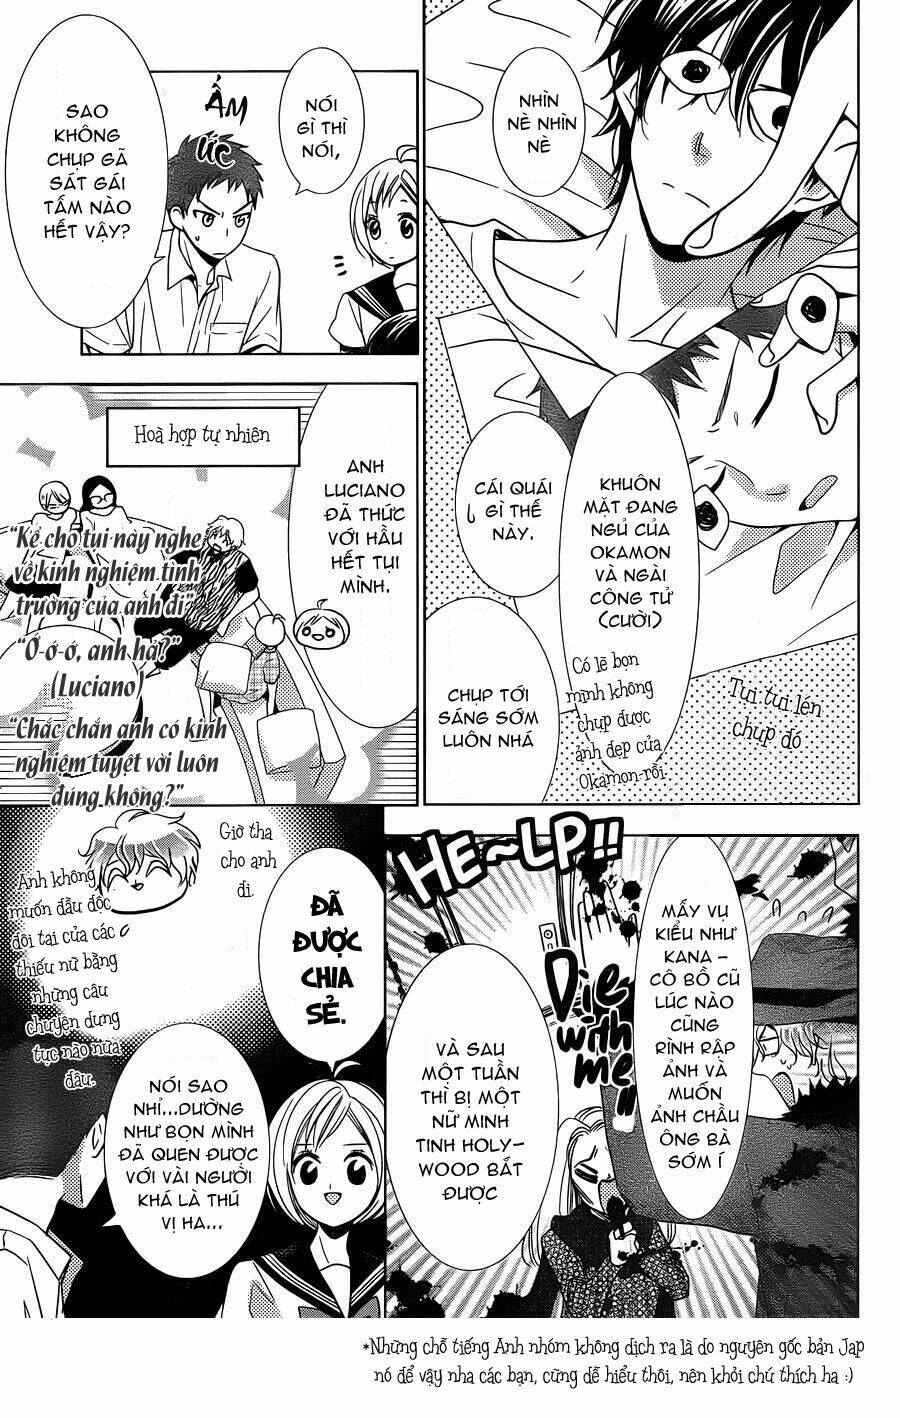 NHÌN
NÈ NHÌN
NÈ
KHUÔN
MẶT ĐANG
NGỦ CỦA
OKAMON
VÀ NGÀI
CÔNG TỬ
(CƯỜI)
CÁI QUÁI
GÌ THẾ
NÀY.
Tụi tui lén
chụp đó
Có lẽ bọn
mình không
chụp được
ảnh đẹp của
Okamon rồi
CHỤP TỚI
SÁNG SỚM
LUÔN NHÁ
NÓI
GÌ THÌ
NÓI,
ẤM
ỨC
SAO
KHÔNG
CHỤP GÃ
SÁT GÁI
TẤM NÀO
HẾT VẬY?
ANH
LUCIANO
ĐÃ THỨC
VỚI HẦU
HẾT TỤI
MÌNH.
Hoà hợp tự nhiên
“Kể cho tui này nghe
về kinh nghiệm tình
trường của anh đi”
“Ớ-ớ-ớ, anh hả?”
(Luciano)
“Chắc chắn anh có kinh
nghiệm tuyệt vời luôn
đúng không?”
MẤY VỤ
KIỂU NHƯ
KANA -
CÔ BỒ CŨ
LÚC NÀO
CŨNG
RÌNH RẬP
ẢNH VÀ
MUỐN
ẢNH CHẦU
ÔNG BÀ
SỚM Í
HE~LP!!
Die
with
me!!
VÀ SAU
MỘT TUẦN
THÌ BỊ MỘT
NỮ MINH
TINH HOLY-
WOOD BẮT
ĐƯỢC
ĐÃ
ĐƯỢC
CHIA
SẺ.
Giờ tha
cho anh
đi.
Anh không
muốn đầu độc
đôi tai của các
thiếu nữ bằng
những câu
chuyện dung
tục nào nữa
đâu.
NÓI SAO
NHỈ...DƯỜNG
NHƯ BỌN MÌNH
ĐÃ QUEN ĐƯỢC
VỚI VÀI NGƯỜI
KHÁ LÀ THÚ
VỊ HA...
*Những chỗ tiếng Anh nhóm không dịch ra là do nguyên gốc bản Jap
nó để vậy nha các bạn, cũng dễ hiểu thôi, nên khỏi chú thích ha :)